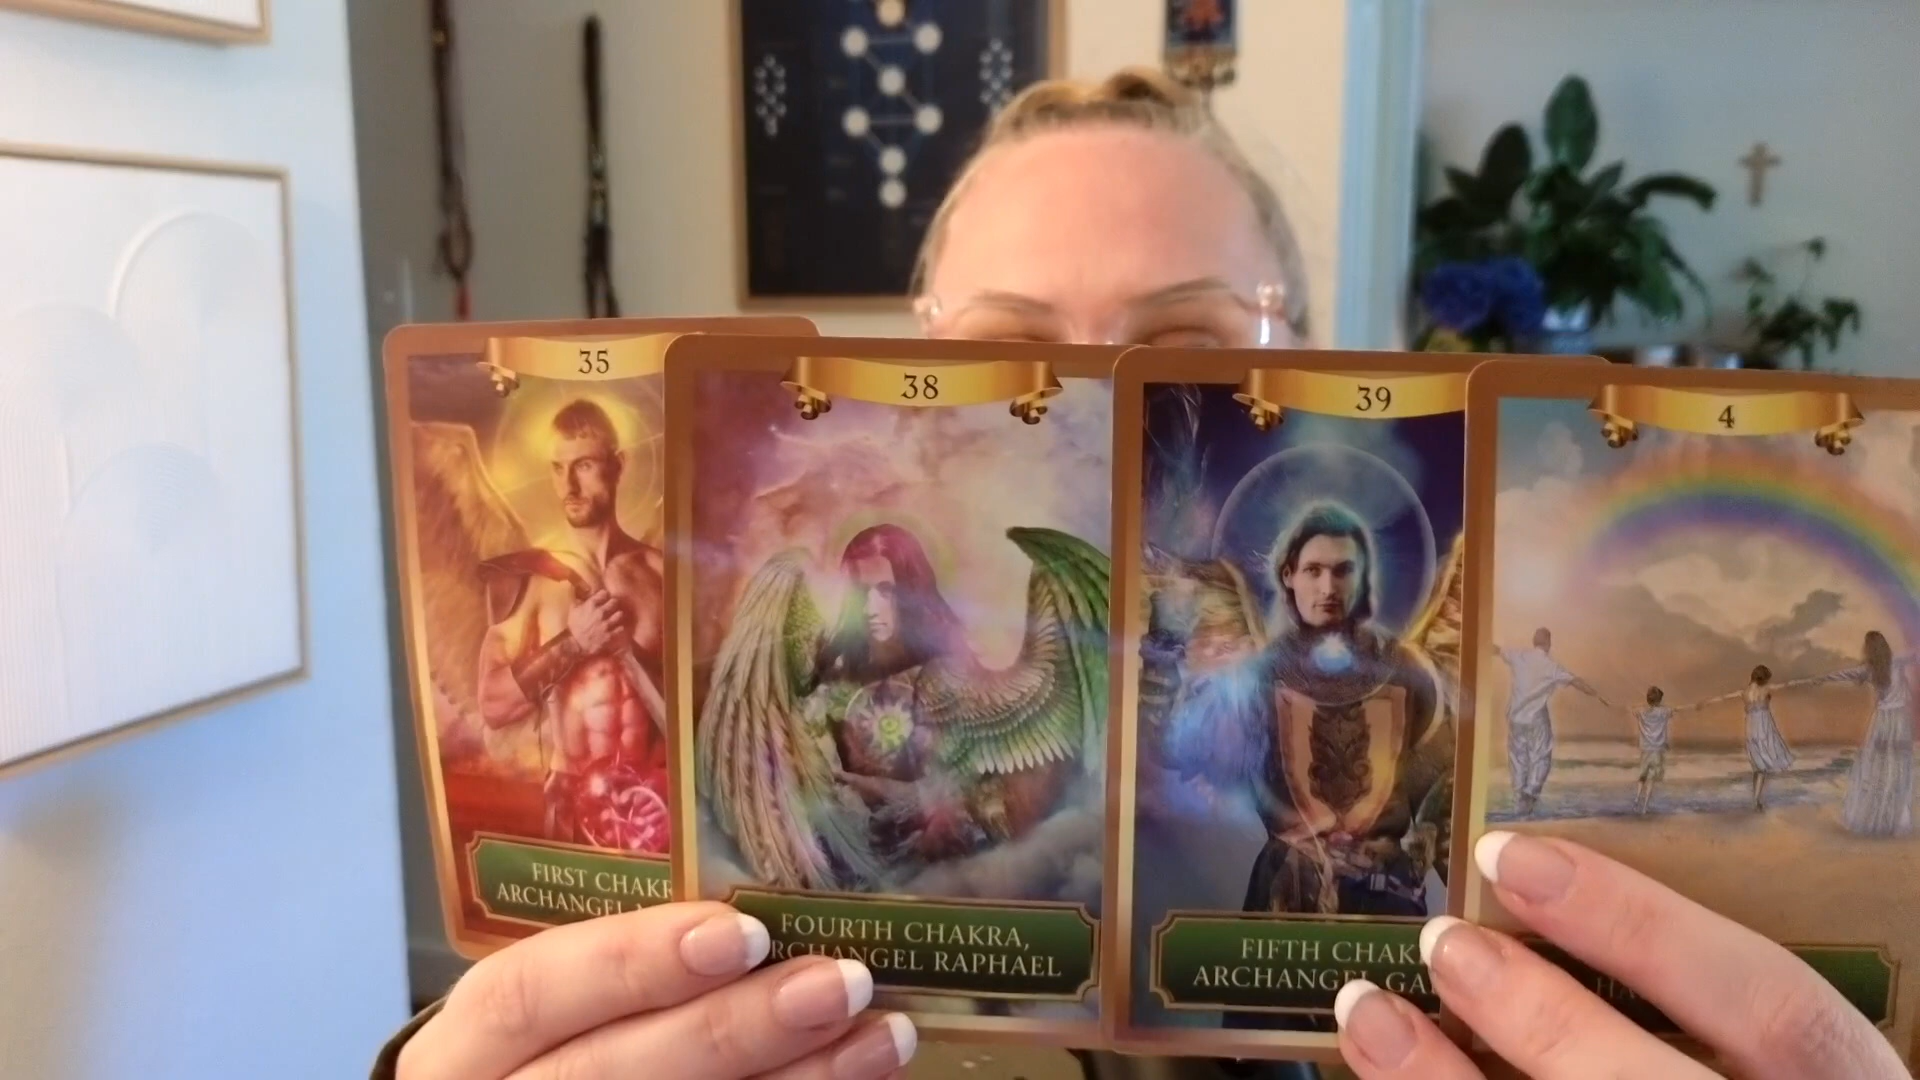 35
38
39
4
FIRST CHAKR
ARCHANGEL
FOURTH CHAKRA,
RCHANGEL RAPHAEL
FIFTH CHAK
ARCHANGEL GA